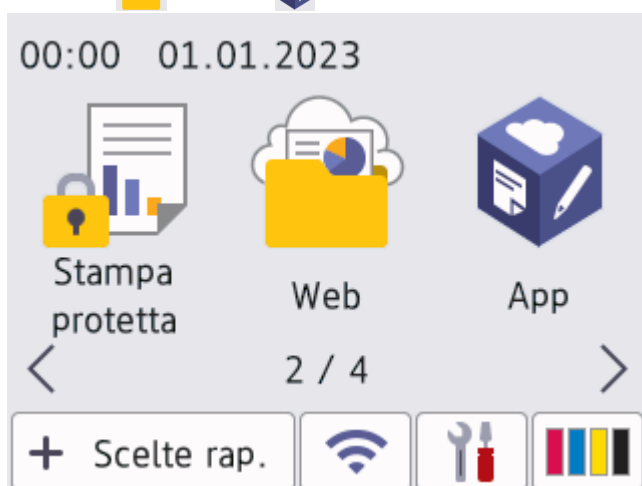 00:00 01.01.2023
Stampa
protetta
Web
App
2 / 4
+ Scelte rap.